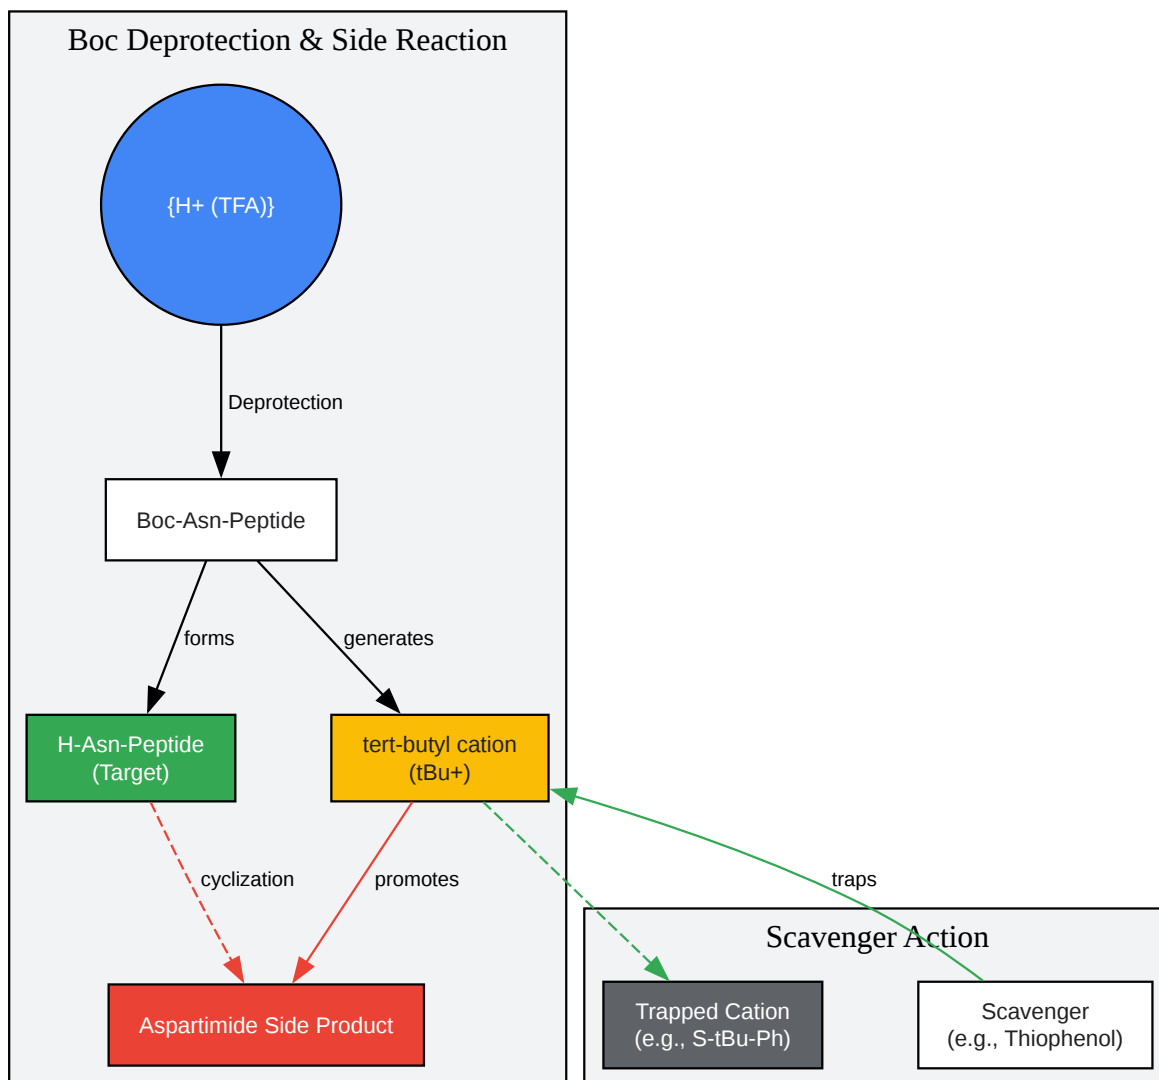 Boc Deprotection & Side Reaction
{H+ (TFA)}
Deprotection
Boc-Asn-Peptide
forms
generates
H-Asn-Peptide
(Target)
tert-butyl cation
(tBu+)
cyclization
promotes
traps
Aspartimide Side Product
Scavenger Action
Trapped Cation
(e.g., S-tBu-Ph)
Scavenger
(e.g., Thiophenol)